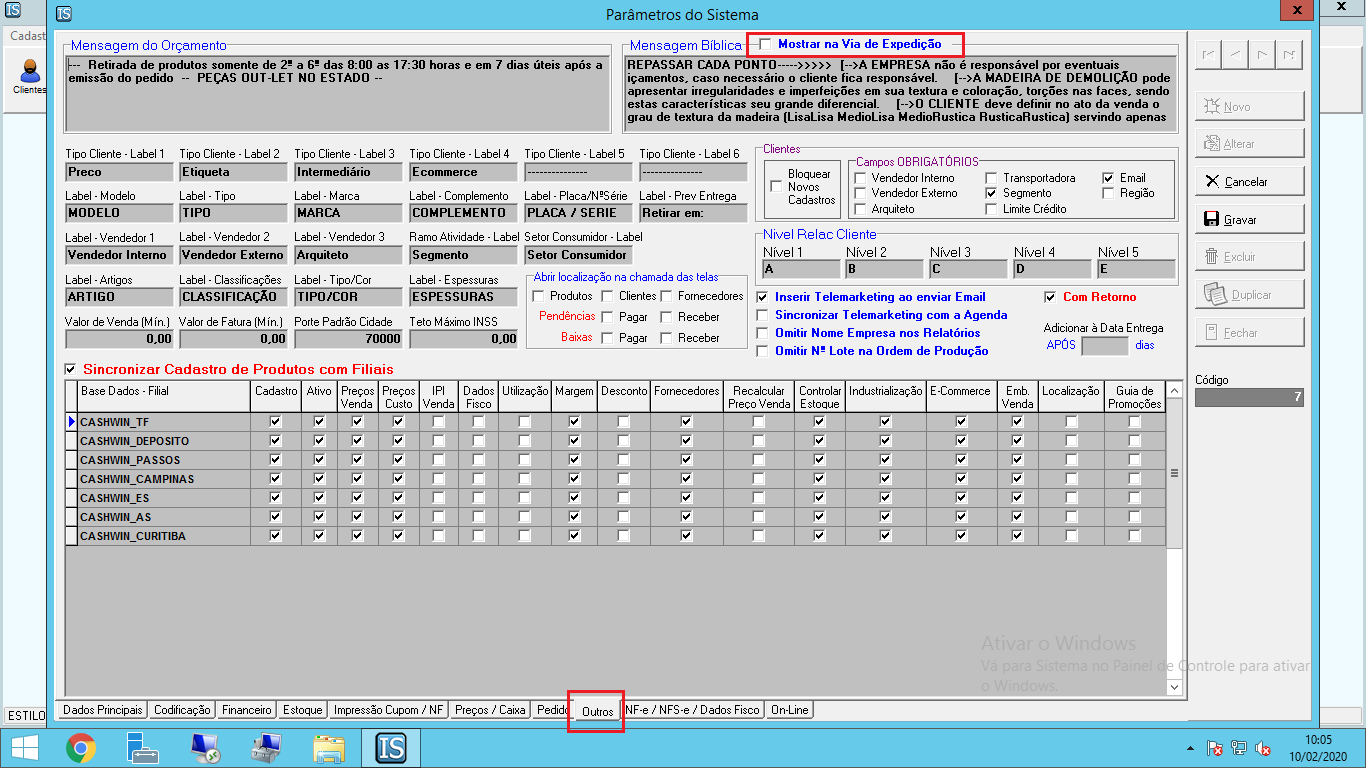 Parâmetros do Sistema
Cadast
Clientes
Mensagem do Orçamento
--- Retirada de produtos somente de 2ª a 6ª das 8:00 as 17:30 horas e em 7 dias úteis após a
emissão do pedido -- PEÇAS OUT-LET NO ESTADO --
Mensagem Bíblica
Mostrar na Via de Expedição
REPASSAR CADA PONTO----->>>>> [-->A EMPRESA não é responsável por eventuais
içamentos, caso necessário o cliente fica responsável. [-->A MADEIRA DE DEMOLIÇÃO pode
apresentar irregularidades e imperfeições em sua textura e coloração, torções nas faces, sendo
estas características seu grande diferencial. [-->O CLIENTE deve definir no ato da venda o
grau de textura da madeira (LisaLisa MedioLisa MedioRustica RusticaRustica) servindo apenas
Novo
Alterar
Cancelar
Gravar
Excluir
Duplicar
Fechar
Código
7
Tipo Cliente - Label 1 Tipo Cliente - Label 2 Tipo Cliente - Label 3 Tipo Cliente - Label 4 Tipo Cliente - Label 5 Tipo Cliente - Label 6
Preco Etiqueta Intermediário Ecommerce -------------- --------------
Label - Modelo Label - Tipo Label - Marca Label - Complemento Label - Placa/NºSérie Label - Prev Entrega
MODELO TIPO MARCA COMPLEMENTO PLACA / SERIE Retirar em:
Label - Vendedor 1 Label - Vendedor 2 Label - Vendedor 3 Ramo Atividade - Label Setor Consumidor - Label
Vendedor Interno Vendedor Externo Arquiteto Segmento Setor Consumidor
Label - Artigos Label - Classificações Label - Tipo/Cor Label - Espessuras
ARTIGO CLASSIFICAÇÃO TIPO/COR ESPESSURAS
Valor de Venda (Mín.) Valor de Fatura (Mín.) Porte Padrão Cidade Teto Máximo INSS
0,00 0,00 70000 0,00
Abrir localização na chamada das telas
Produtos Clientes Fornecedores
Pendências Pagar Receber
Baixas Pagar Receber
Clientes
Bloquear
Novos
Cadastros
Campos OBRIGATÓRIOS
Vendedor Interno Transportadora Email
Vendedor Externo Segmento Região
Arquiteto Limite Crédito
Nivel Relac Cliente
Nível 1 Nível 2 Nível 3 Nível 4 Nível 5
A B C D E
Inserir Telemarketing ao enviar Email Com Retorno
Sincronizar Telemarketing com a Agenda
Omitir Nome Empresa nos Relatórios
Omitir Nº Lote na Ordem de Produção
Adicionar à Data Entrega
APÓS dias
Sincronizar Cadastro de Produtos com Filiais
Base Dados - Filial Cadastro Ativo Preços Venda Preços Custo IPI Venda Dados Fisco Utilização Margem Desconto Fornecedores Recalcular Preço Venda Controlar Estoque Industrialização E-Commerce Emb. Venda Localização Guia de Promoções
CASHWIN_TF
CASHWIN_DEPOSITO
CASHWIN_PASSOS
CASHWIN_CAMPINAS
CASHWIN_ES
CASHWIN_AS
CASHWIN_CURITIBA
Ativar o Windows
Vá para Sistema no Painel de Controle para ativar
o Windows.
Dados Principais Codificação Financeiro Estoque Impressão Cupom / NF Preços / Caixa Pedido Outros NF-e / NFS-e / Dados Fisco On-Line
ESTILO
IS
10:05
10/02/2020